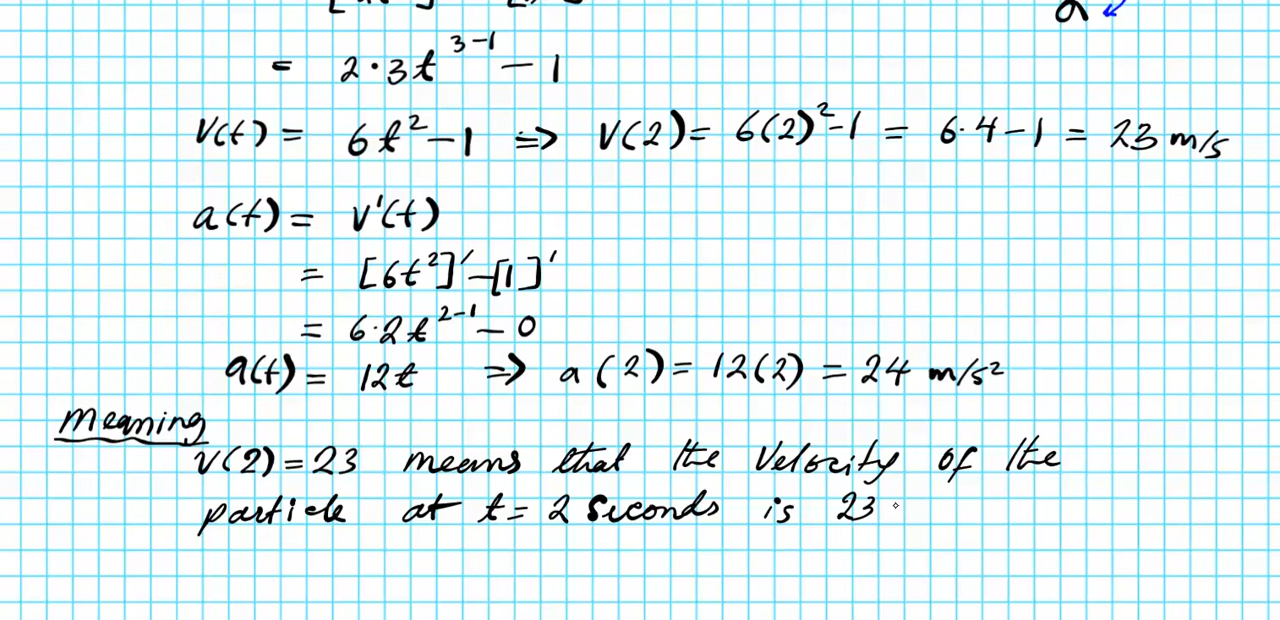 a
= 2·3t^{3-1} - 1
V(t) = 6t² - 1 => V(2) = 6(2)² - 1 = 6·4 - 1 = 23 m/s
a(t) = v'(t)
= [6t²]' - [1]'
= 6·2t^{2-1} - 0
a(t) = 12t => a(2) = 12(2) = 24 m/s²
Meaning
v(2) = 23 means that the Velocity of the
particle at t = 2 seconds is 23